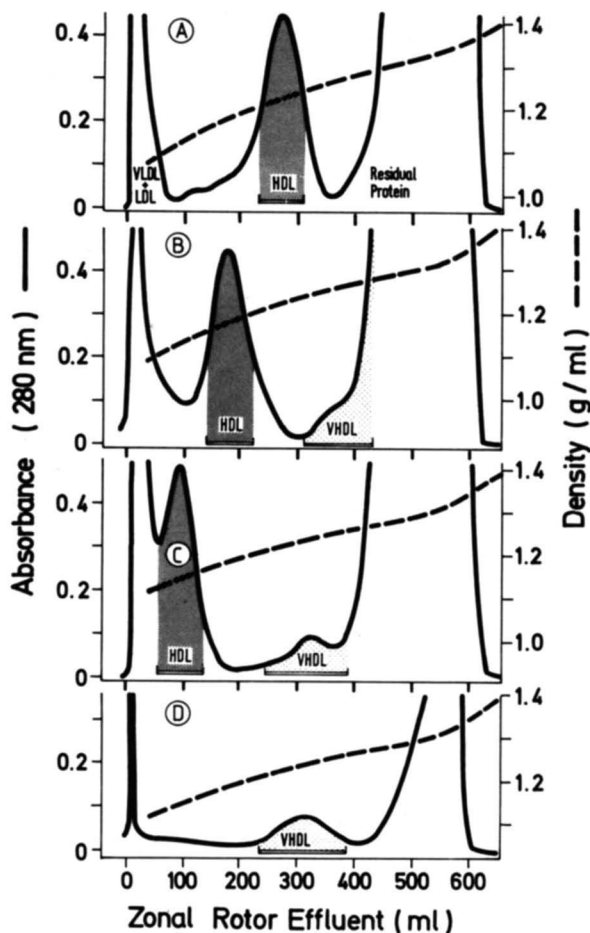 Absorbance (280 nm)
Density (g/ml)
A
0.4
0.2
0
1.4
1.2
1.0
VLDL
+
LDL
HDL
Residual
Protein
B
0.4
0.2
0
1.4
1.2
1.0
HDL
VHDL
C
0.4
0.2
0
1.4
1.2
1.0
HDL
VHDL
D
0.2
0
1.4
1.2
1.0
VHDL
0 100 200 300 400 500 600
Zonal Rotor Effluent (ml)